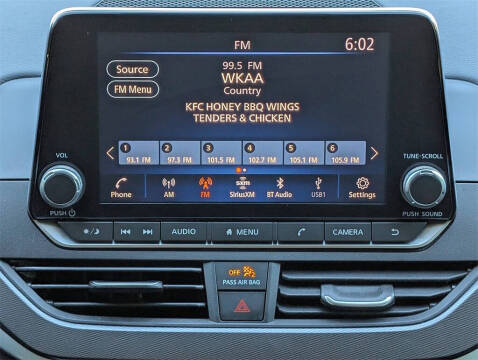 FM
6:02
Source
FM Menu
99.5 FM
WKAA
Country
KFC HONEY BBQ WINGS
TENDERS & CHICKEN
1 2 3 4 5 6
93.1 FM 97.3 FM 101.5 FM 102.7 FM 105.1 FM 105.9 FM
Phone AM FM SiriusXM BT Audio USB1 Settings
sxm
VOL
PUSH
TUNE·SCROLL
PUSH SOUND
AUDIO MENU CAMERA
OFF
PASS AIR BAG